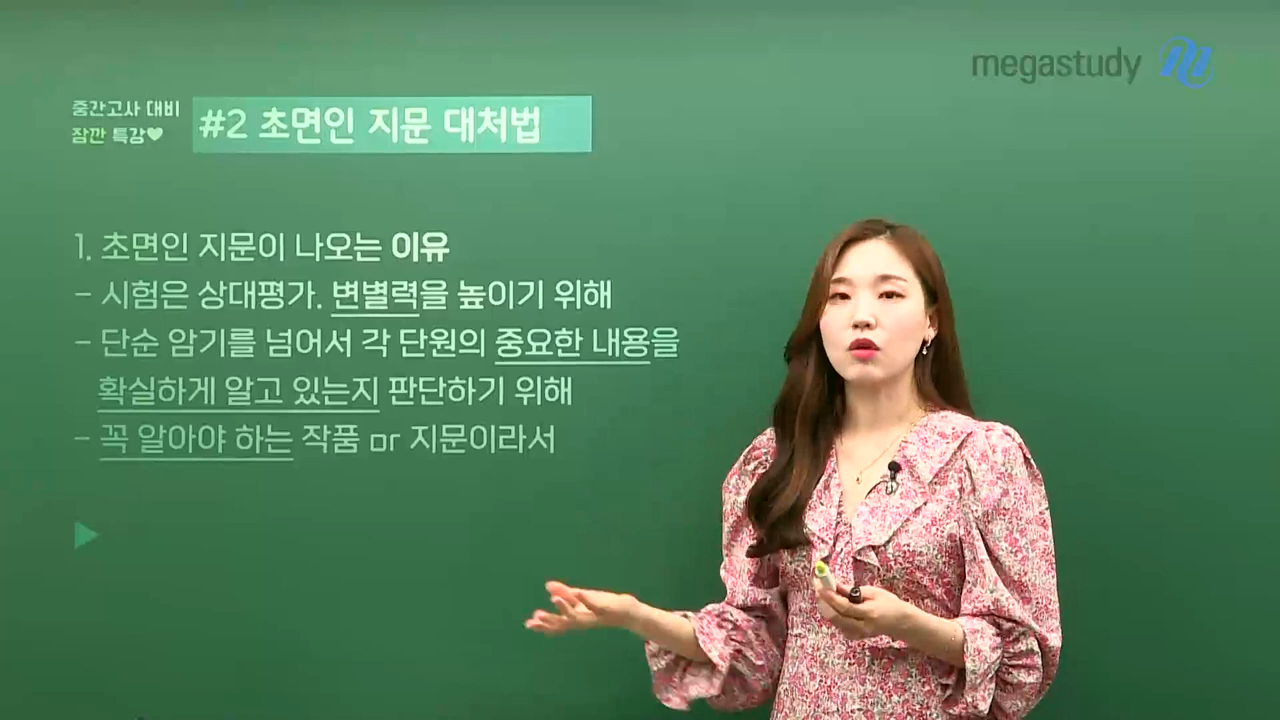 megastudy
중간고사 대비
잠깐 특강♥
#2 초면인 지문 대처법
1. 초면인 지문이 나오는 이유
- 시험은 상대평가. 변별력을 높이기 위해
- 단순 암기를 넘어서 각 단원의 중요한 내용을
확실하게 알고 있는지 판단하기 위해
- 꼭 알아야 하는 작품 or 지문이라서